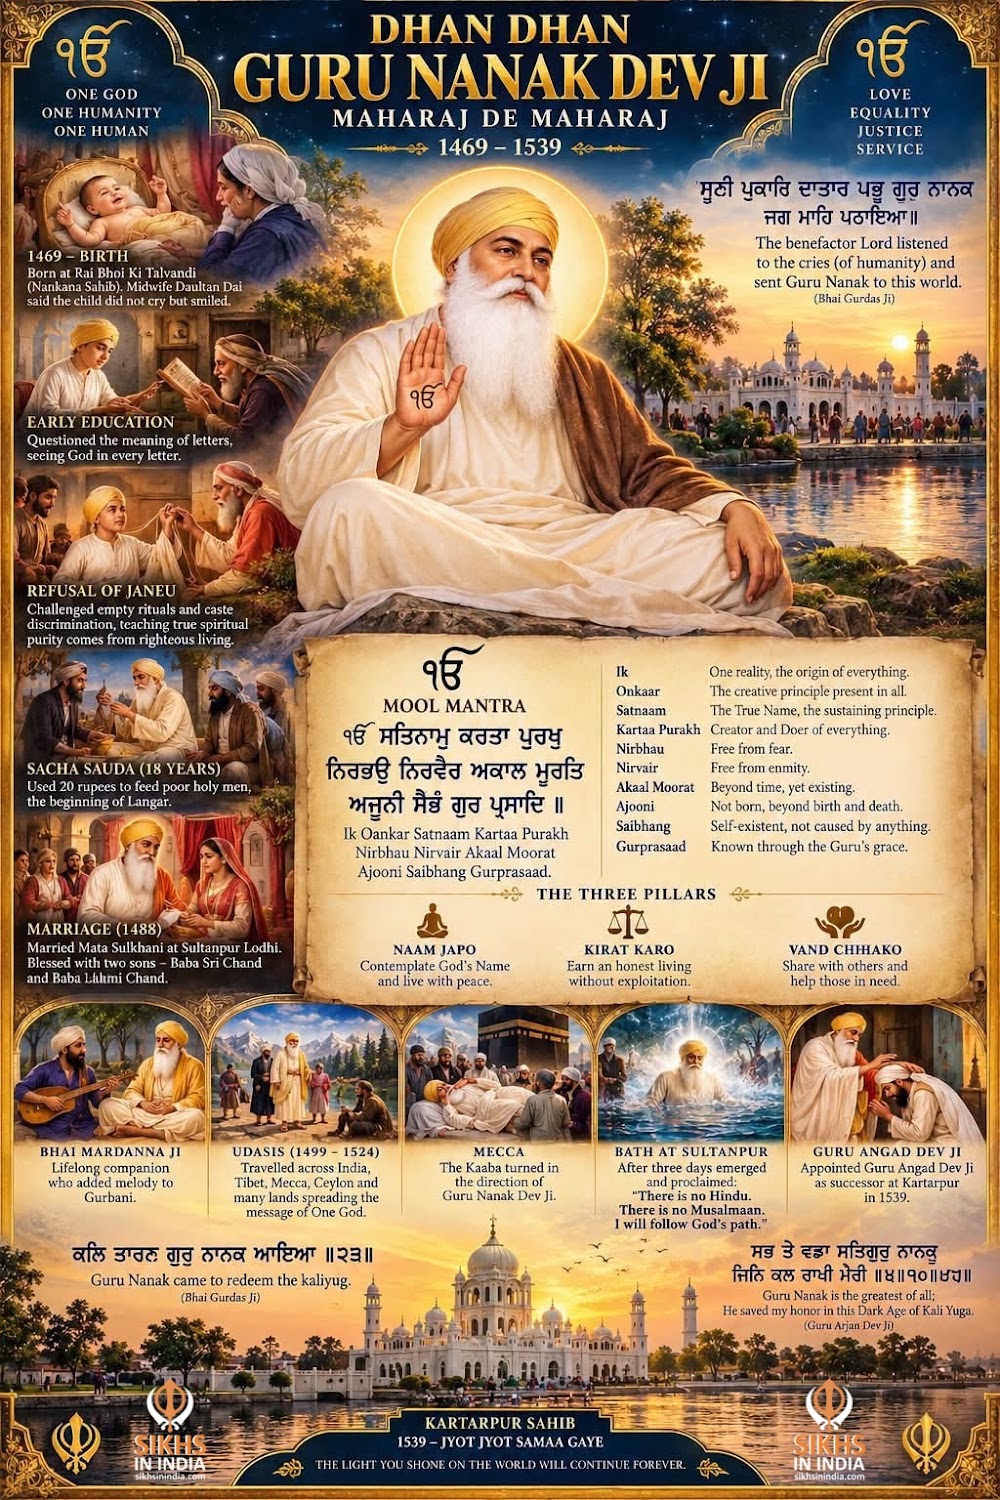 DHAN DHAN
GURU NANAK DEV JI
MAHARAJ DE MAHARAJ
1469 – 1539
ੴ
ONE GOD
ONE HUMANITY
ONE HUMAN
ੴ
LOVE
EQUALITY
JUSTICE
SERVICE
'ਸੂਣੀ ਪੁਕਾਰਿ ਦਾਤਾਰ ਪਭੂ ਗੁਰੁ ਨਾਨਕ
ਜਗ ਮਾਹਿ ਪਠਾਇਆ॥
The benefactor Lord listened
to the cries (of humanity) and
sent Guru Nanak to this world.
(Bhai Gurdas Ji)
ੴ
1469 – BIRTH
Born at Rai Bhoi Ki Talvandi
(Nankana Sahib). Midwife Daultan Dai
said the child did not cry but smiled.
EARLY EDUCATION
Questioned the meaning of letters,
seeing God in every letter.
REFUSAL OF JANEU
Challenged empty rituals and caste
discrimination, teaching true spiritual
purity comes from righteous living.
SACHA SAUDA (18 YEARS)
Used 20 rupees to feed poor holy men,
the beginning of Langar.
MARRIAGE (1488)
Married Mata Sulkhani at Sultanpur Lodhi.
Blessed with two sons – Baba Sri Chand
and Baba Lakhmi Chand.
ੴ
MOOL MANTRA
ੴ ਸਤਿਨਾਮੁ ਕਰਤਾ ਪੁਰਖੁ
ਨਿਰਭਉ ਨਿਰਵੈਰ ਅਕਾਲ ਮੂਰਤਿ
ਅਜੂਨੀ ਸੈਭੰ ਗੁਰ ਪ੍ਰਸਾਦਿ ॥
Ik Oankar Satnaam Kartaa Purakh
Nirbhau Nirvair Akaal Moorat
Ajooni Saibhang Gurprasaad.
Ik One reality, the origin of everything.
Onkaar The creative principle present in all.
Satnaam The True Name, the sustaining principle.
Kartaa Purakh Creator and Doer of everything.
Nirbhau Free from fear.
Nirvair Free from enmity.
Akaal Moorat Beyond time, yet existing.
Ajooni Not born, beyond birth and death.
Saibhang Self-existent, not caused by anything.
Gurprasaad Known through the Guru's grace.
THE THREE PILLARS
NAAM JAPO
Contemplate God's Name
and live with peace.
KIRAT KARO
Earn an honest living
without exploitation.
VAND CHHAKO
Share with others and
help those in need.
BHAI MARDANNA JI
Lifelong companion
who added melody to
Gurbani.
UDASIS (1499 – 1524)
Travelled across India,
Tibet, Mecca, Ceylon and
many lands spreading the
message of One God.
MECCA
The Kaaba turned in
the direction of
Guru Nanak Dev Ji.
BATH AT SULTANPUR
After three days emerged
and proclaimed:
"There is no Hindu.
There is no Musalmaan.
I will follow God's path."
GURU ANGAD DEV JI
Appointed Guru Angad Dev Ji
as successor at Kartarpur
in 1539.
ਕਲਿ ਤਾਰਣ ਗੁਰੁ ਨਾਨਕ ਆਇਆ ॥੨੩॥
Guru Nanak came to redeem the kaliyug.
(Bhai Gurdas Ji)
ਸਭ ਤੇ ਵਡਾ ਸਤਿਗੁਰੁ ਨਾਨਕੁ
ਜਿਨਿ ਕਲ ਰਾਖੀ ਮੇਰੀ ॥੪॥੧੦॥੫੭॥
Guru Nanak is the greatest of all;
He saved my honor in this Dark Age of Kali Yuga.
(Guru Arjan Dev Ji)
KARTARPUR SAHIB
1539 – JYOT JYOT SAMAA GAYE
THE LIGHT YOU SHONE ON THE WORLD WILL CONTINUE FOREVER.
SIKHS
IN INDIA
sikhsinindia.com
SIKHS
IN INDIA
sikhsinindia.com